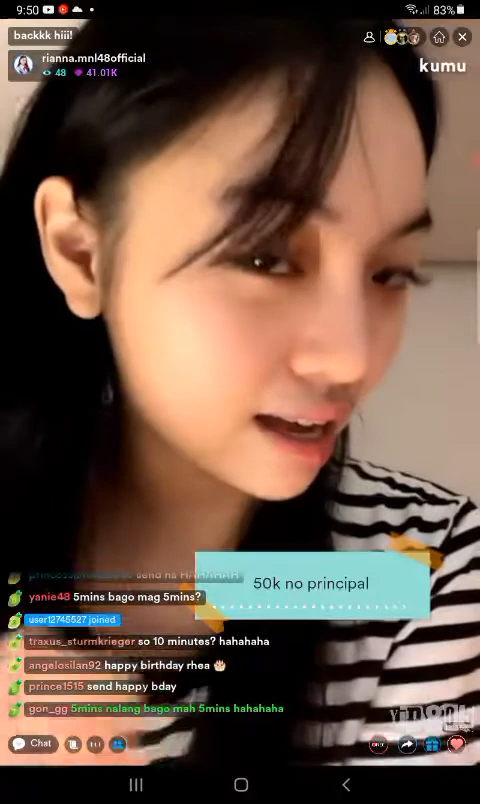 9:50
83%
backkk hiii!
rianna.mnl48official
48 41.01K
kumu
50k no principal
send na HAHAHAH
yanie48 5mins bago mag 5mins?
user12745527 joined
traxus_sturmkrieger so 10 minutes? hahahaha
angelosilan92 happy birthday rhea
prince1515 send happy bday
gon_gg 5mins nalang bago mah 5mins hahahaha
Chat